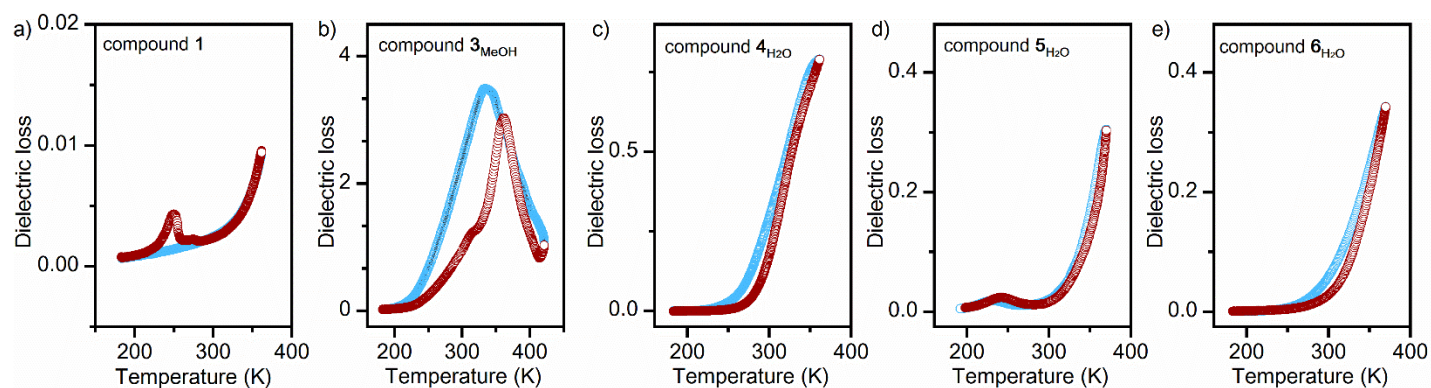 a)
compound 1
0.02
0.01
0.00
Dielectric loss
200 300 400
Temperature (K)
b)
compound 3MeOH
4
2
0
Dielectric loss
200 300 400
Temperature (K)
c)
compound 4H₂O
0.5
0.0
Dielectric loss
200 300 400
Temperature (K)
d)
compound 5H₂O
0.4
0.2
0.0
Dielectric loss
200 300 400
Temperature (K)
e)
compound 6H₂O
0.4
0.2
0.0
Dielectric loss
200 300 400
Temperature (K)